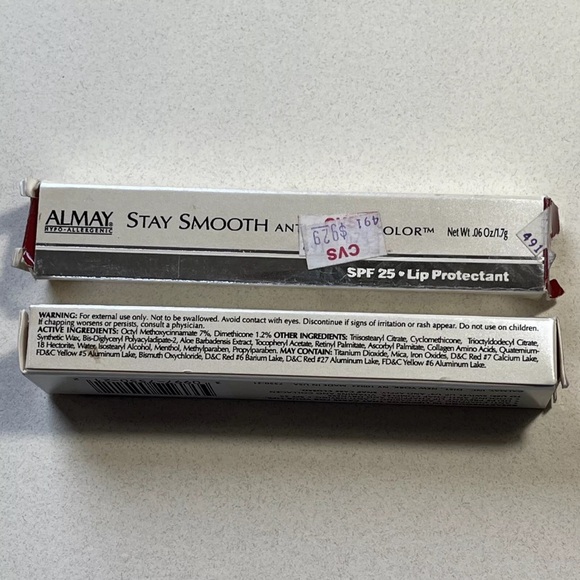 ALMAY
HYPO-ALLERGENIC
STAY SMOOTH ANT OLOR™ Net Wt .06 Oz/1.7g
491
$929
CVS
491
SPF 25 • Lip Protectant
WARNING: For external use only. Not to be swallowed. Avoid contact with eyes. Discontinue if signs of irritation or rash appear. Do not use on children.
If chapping worsens or persists, consult a physician.
ACTIVE INGREDIENTS: Octyl Methoxycinnamate 7%, Dimethicone 1.2% OTHER INGREDIENTS: Triisostearyl Citrate, Cyclomethicone, Trioctyldodecyl Citrate,
Synthetic Wax, Bis-Diglyceryl Polyacyladipate-2, Aloe Barbadensis Extract, Tocopheryl Acetate, Retinyl Palmitate, Ascorbyl Palmitate, Collagen Amino Acids, Quaternium-
18 Hectorite, Water, Isostearyl Alcohol, Menthol, Methylparaben, Propylparaben. MAY CONTAIN: Titanium Dioxide, Mica, Iron Oxides, D&C Red #7 Calcium Lake,
FD&C Yellow #5 Aluminum Lake, Bismuth Oxychloride, D&C Red #6 Barium Lake, D&C Red #27 Aluminum Lake, FD&C Yellow #6 Aluminum Lake.